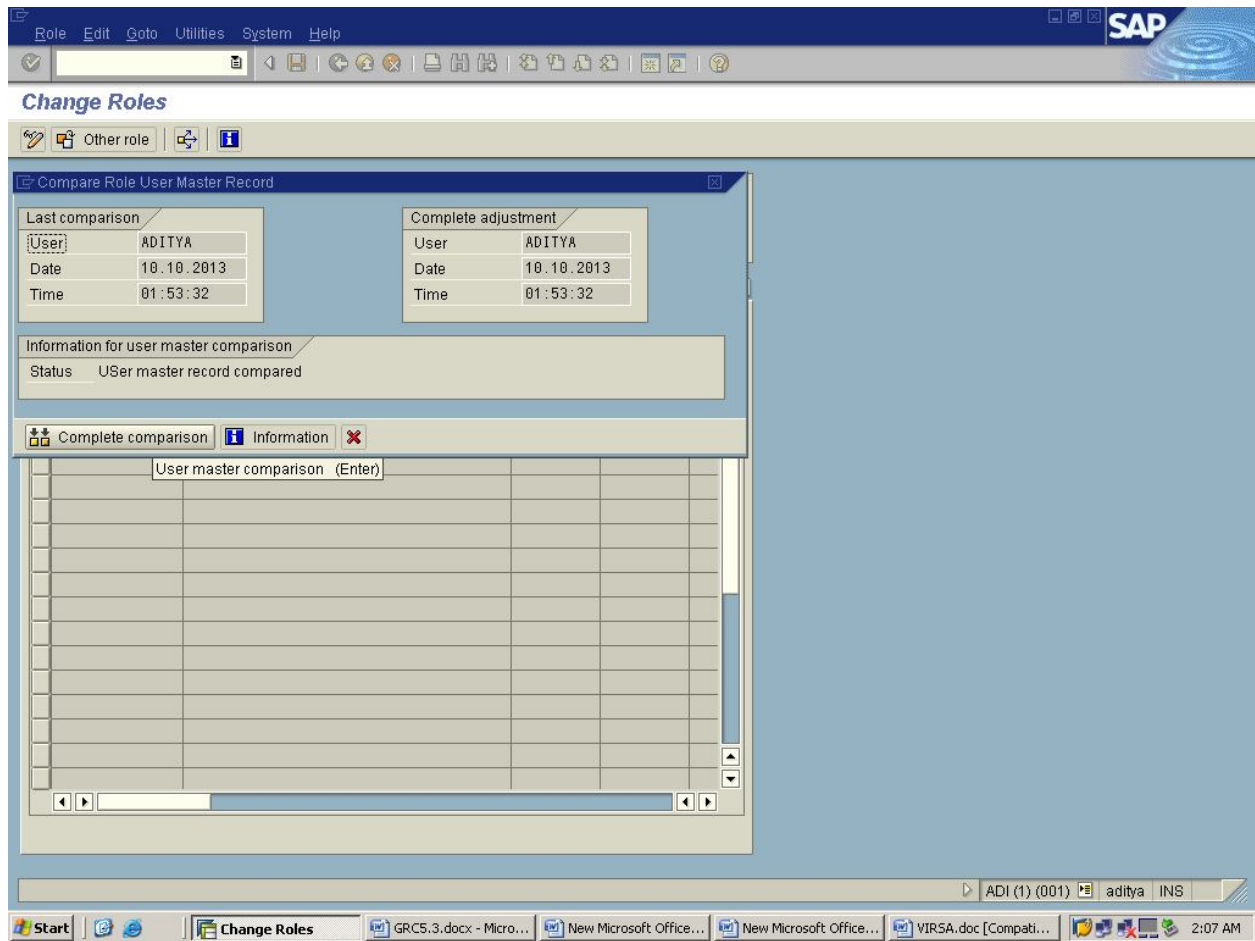 Role Edit Goto Utilities System Help
SAP
Change Roles
Other role
Compare Role User Master Record
Last comparison
User ADITYA
Date 10.10.2013
Time 01:53:32
Complete adjustment
User ADITYA
Date 10.10.2013
Time 01:53:32
Information for user master comparison
Status USer master record compared
Complete comparison Information
User master comparison (Enter)
ADI (1) (001) aditya INS
Start Change Roles GRC5.3.docx - Micro... New Microsoft Office... New Microsoft Office... VIRSA.doc [Compati... 2:07 AM